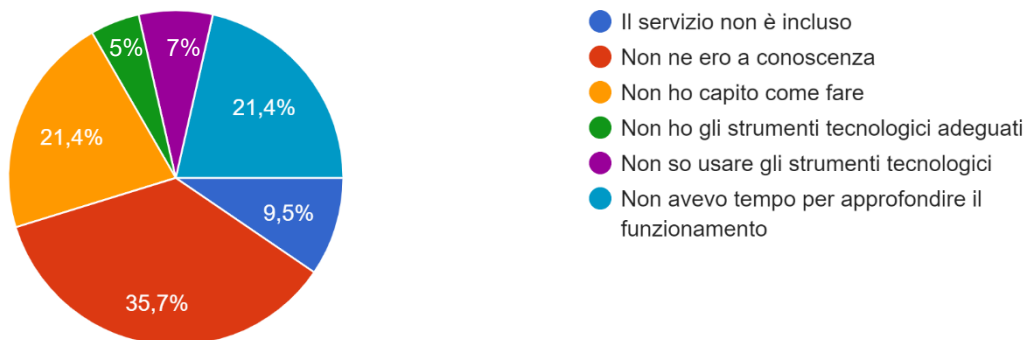 5%
7%
21,4%
21,4%
9,5%
35,7%
Il servizio non è incluso
Non ne ero a conoscenza
Non ho capito come fare
Non ho gli strumenti tecnologici adeguati
Non so usare gli strumenti tecnologici
Non avevo tempo per approfondire il
funzionamento